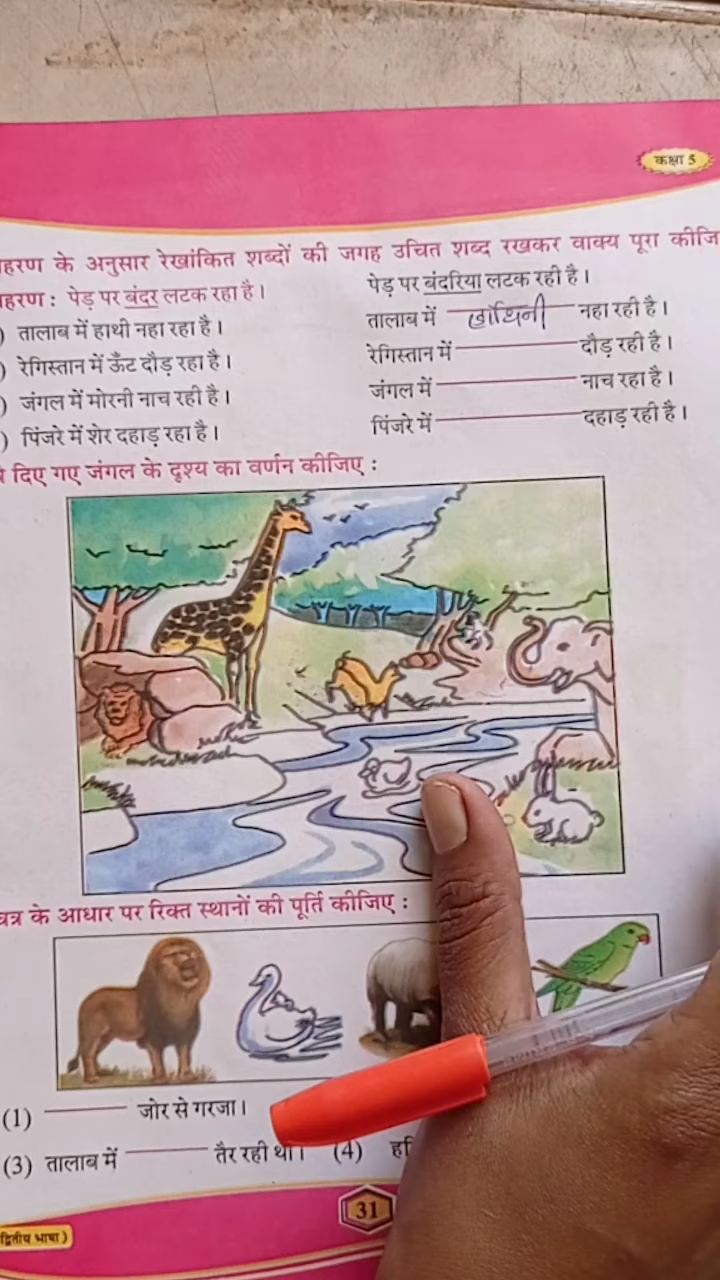 कक्षा 5
हरण के अनुसार रेखांकित शब्दों की जगह उचित शब्द रखकर वाक्य पूरा कीजि
हरण : पेड़ पर बंदर लटक रहा है। पेड़ पर बंदरिया लटक रही है।
) तालाब में हाथी नहा रहा है। तालाब में हाथिनी नहा रही है।
) रेगिस्तान में ऊँट दौड़ रहा है। रेगिस्तान में दौड़ रही है।
) जंगल में मोरनी नाच रही है। जंगल में नाच रहा है।
) पिंजरे में शेर दहाड़ रहा है। पिंजरे में दहाड़ रही है।
दिए गए जंगल के दृश्य का वर्णन कीजिए :
के आधार पर रिक्त स्थानों की पूर्ति कीजिए :
(1) जोर से गरजा।
(3) तालाब में तैर रही थी। (4)
31
द्वितीय भाषा)